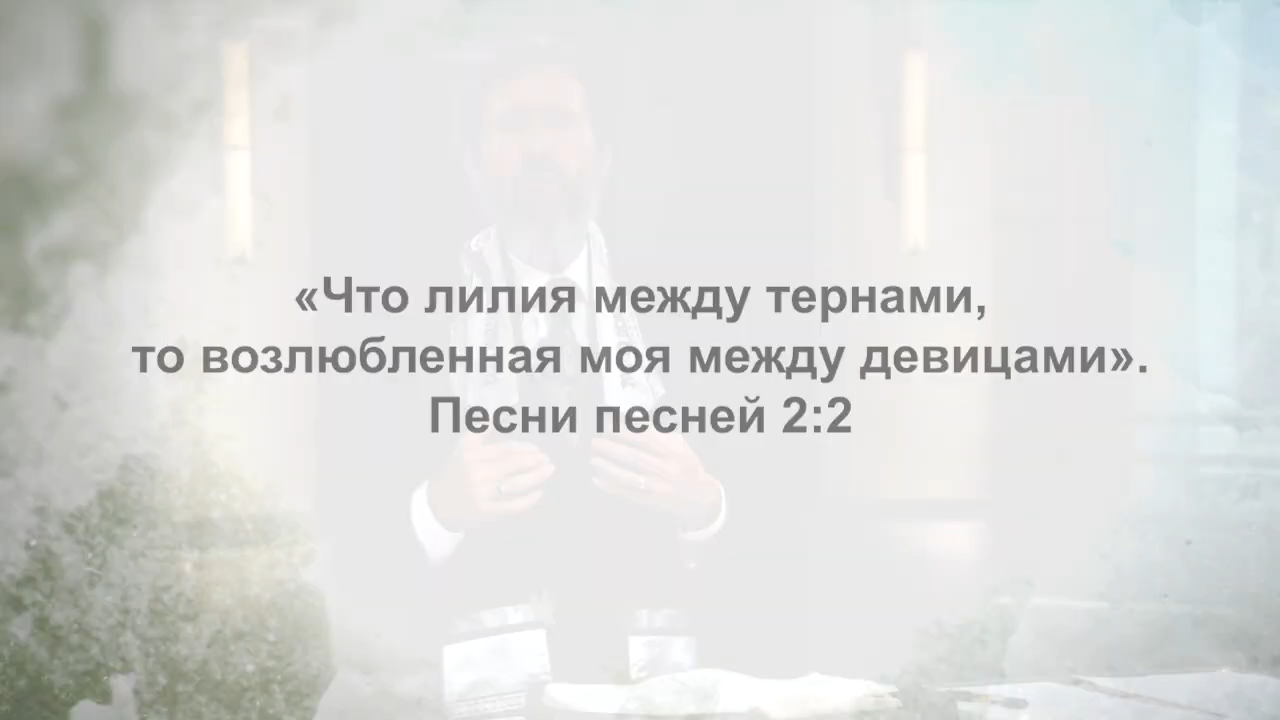 «Что лилия между тернами,
то возлюбленная моя между девицами».
Песни песней 2:2